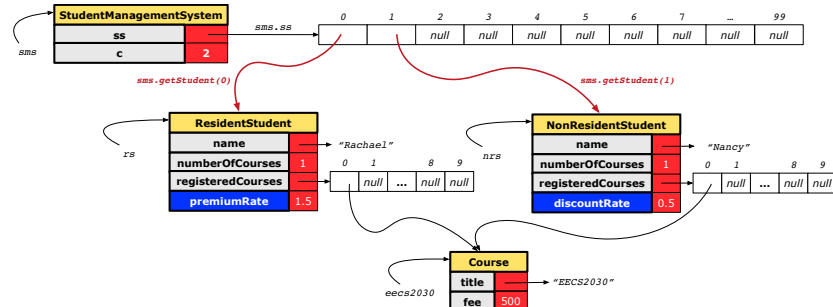 StudentManagementSystem
sms
ss
c
2
sms.ss
0 1 2 3 4 5 6 7 … 99
null null null null null null null null
sms.getStudent(0)
sms.getStudent(1)
ResidentStudent
rs
name
"Rachael"
numberOfCourses 1
registeredCourses
premiumRate 1.5
0 1 8 9
null … null null
NonResidentStudent
nrs
name
"Nancy"
numberOfCourses 1
registeredCourses
discountRate 0.5
0 1 8 9
null … null null
Course
eecs2030
title
"EECS2030"
fee 500